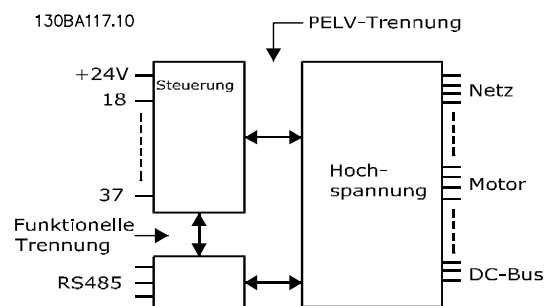 130BA117.10
PELV-Trennung
+24V
Steuerung
18
Netz
Hoch-
spannung
37
Motor
Funktionelle
Trennung
RS485
DC-Bus